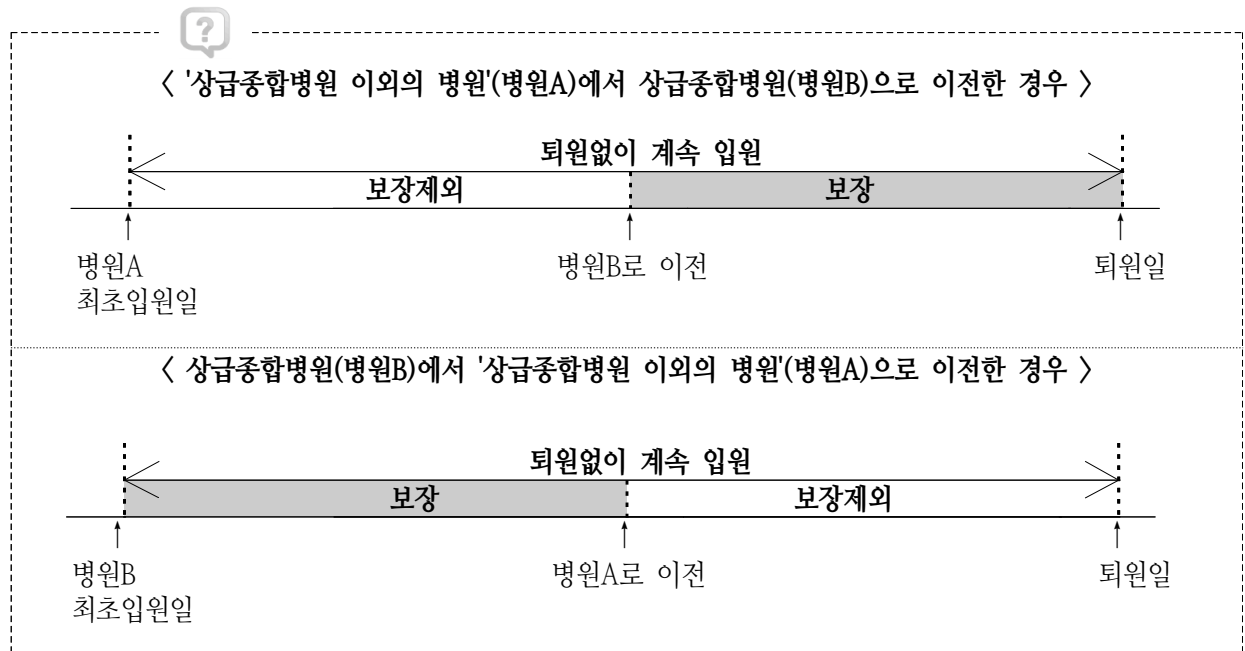 ?
〈 '상급종합병원 이외의 병원'(병원A)에서 상급종합병원(병원B)으로 이전한 경우 〉
퇴원없이 계속 입원
보장제외 보장
병원A 병원B로 이전 퇴원일
최초입원일
〈 상급종합병원(병원B)에서 '상급종합병원 이외의 병원'(병원A)으로 이전한 경우 〉
퇴원없이 계속 입원
보장 보장제외
병원B 병원A로 이전 퇴원일
최초입원일